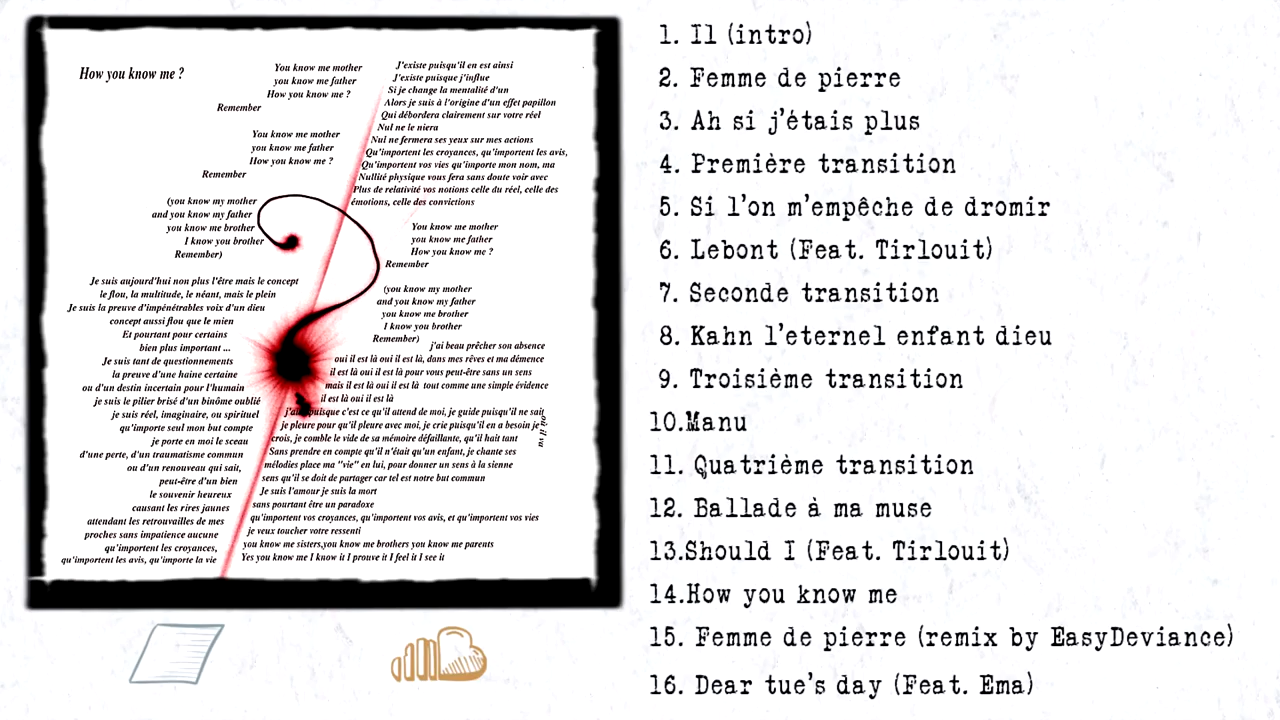 How you know me ?
You know me mother
you know me father
How you know me ?
Remember
You know me mother
you know me father
How you know me ?
Remember
(you know my mother
and you know my father
you know me brother
I know you brother
Remember)
Je suis aujourd'hui non plus l'être mais le concept
le flou, la multitude, le néant, mais le plein
Je suis la preuve d'impénétrables voix d'un dieu
concept aussi flou que le mien
Et pourtant pour certains
bien plus important ...
Je suis tant de questionnements
la preuve d'une haine certaine
ou d'un destin incertain pour l'humain
je suis le pilier brisé d'un binôme oublié
je suis réel, imaginaire, ou spirituel
qu'importe seul mon but compte
je porte en moi le sceau
d'une perte, d'un traumatisme commun
ou d'un renouveau qui sait,
peut-être d'un bien
le souvenir heureux
causant les rires jaunes
attendant les retrouvailles de mes
proches sans impatience aucune
qu'importent les croyances,
qu'importent les avis, qu'importe la vie
J'existe puisqu'il en est ainsi
J'existe puisque j'influe
Si je change la mentalité d'un
Alors je suis à l'origine d'un effet papillon
Qui débordera clairement sur votre réel
Nul ne le niera
Nul ne fermera ses yeux sur mes actions
Qu'importent les croyances, qu'importent les avis,
Qu'importent vos vies qu'importe mon nom, ma
Nullité physique vous fera sans doute voir avec
Plus de relativité vos notions celle du réel, celle des
émotions, celle des convictions
You know me mother
you know me father
How you know me ?
Remember
(you know my mother
and you know my father
you know me brother
I know you brother
Remember)
j'ai beau prêcher son absence
oui il est là oui il est là, dans mes rêves et ma démence
il est là oui il est là pour vous peut-être sans un sens
mais il est là oui il est là tout comme une simple évidence
il est là oui il est là
puisque c'est ce qu'il attend de moi, je guide puisqu'il ne sait
où il va
je pleure pour qu'il pleure avec moi, je crie puisqu'il en a besoin je
crois, je comble le vide de sa mémoire défaillante, qu'il hait tant
Sans prendre en compte qu'il n'était qu'un enfant, je chante ses
mélodies place ma "vie" en lui, pour donner un sens à la sienne
sens qu'il se doit de partager car tel est notre but commun
Je suis l'amour je suis la mort
sans pourtant être un paradoxe
qu'importent vos croyances, qu'importent vos avis, et qu'importent vos vies
je veux toucher votre ressenti
you know me sisters,you know me brothers you know me parents
Yes you know me I know it I prove it I feel it I see it
1. Il (intro)
2. Femme de pierre
3. Ah si j'étais plus
4. Première transition
5. Si l'on m'empêche de dromir
6. Lebont (Feat. Tirlouit)
7. Seconde transition
8. Kahn l'eternel enfant dieu
9. Troisième transition
10.Manu
11. Quatrième transition
12. Ballade à ma muse
13.Should I (Feat. Tirlouit)
14.How you know me
15. Femme de pierre (remix by EasyDeviance)
16. Dear tue's day (Feat. Ema)